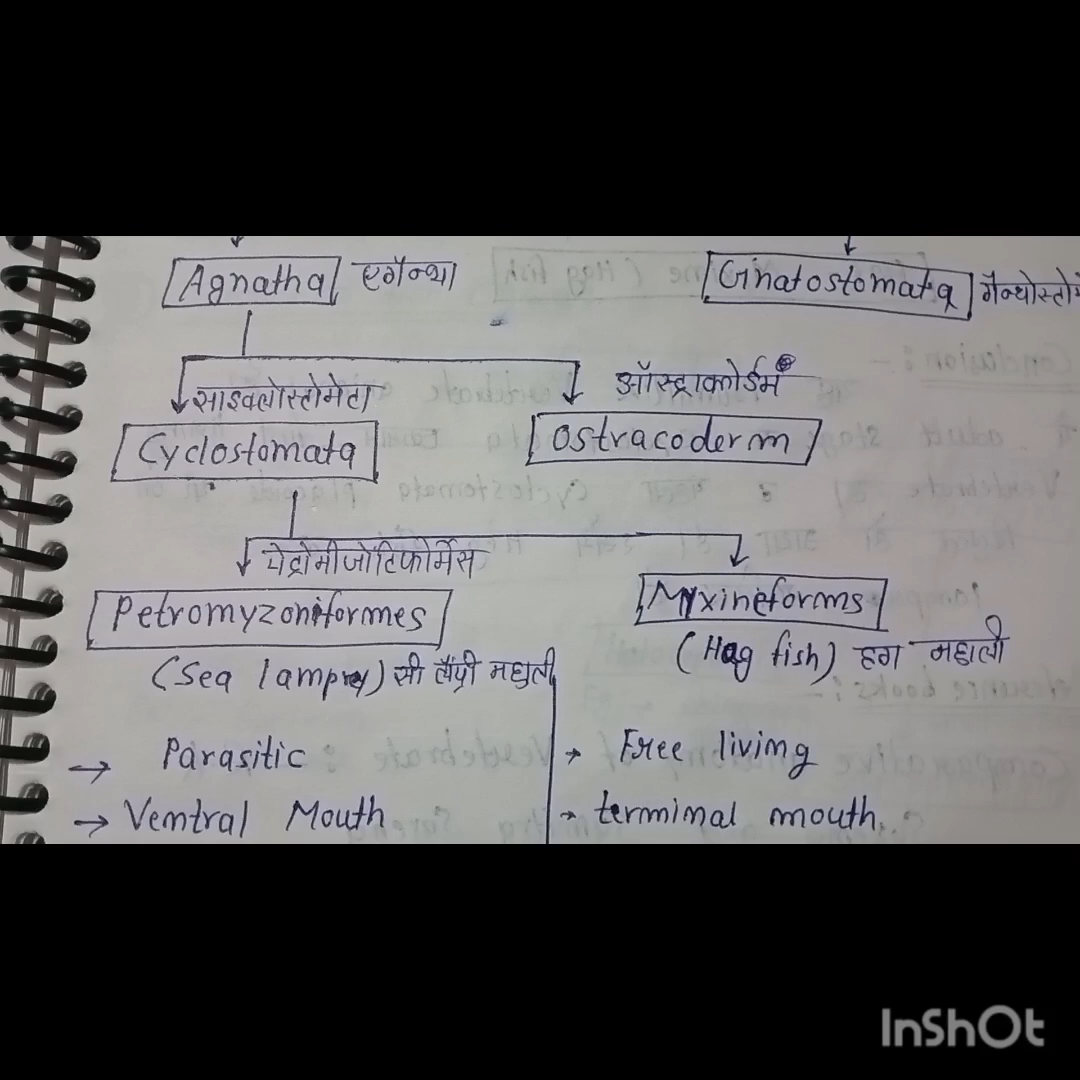 Agnatha एगैन्था
Gnatostomata गैन्थोस्टोमे
साइक्लोस्टोमेटा
ऑस्ट्राकोर्डम
Cyclostomata
Ostracoderm
पेट्रोमीजोंटिफोर्मेस
Petromyzoniformes
Myxineforms
(Sea lamprey) सी लैंप्री मछली
(Hag fish) हग मछली
→ Parasitic
→ Free living
→ Ventral Mouth
→ terminal mouth.
InShOt